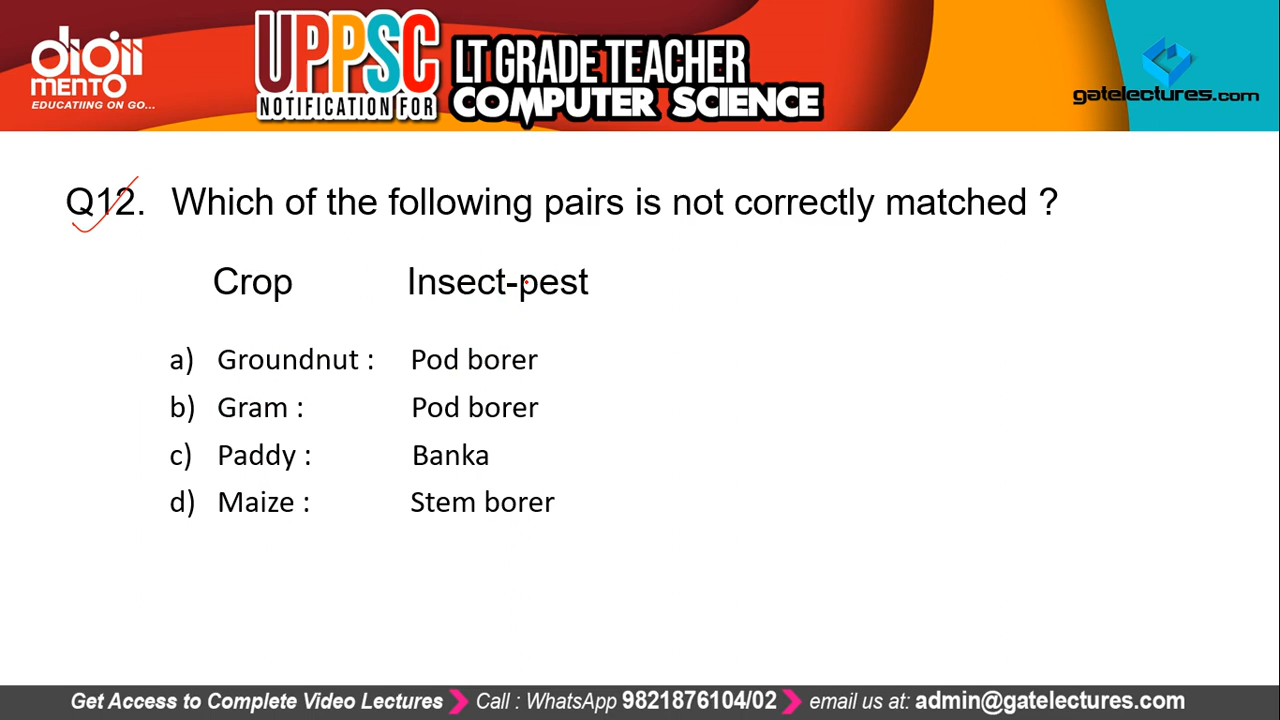 digii
MENTO
EDUCATIING ON GO...
UPPSC
NOTIFICATION FOR
LT GRADE TEACHER
COMPUTER SCIENCE
gatelectures.com
Q12. Which of the following pairs is not correctly matched ?
Crop Insect-pest
a) Groundnut : Pod borer
b) Gram : Pod borer
c) Paddy : Banka
d) Maize : Stem borer
Get Access to Complete Video Lectures Call : WhatsApp 9821876104/02 email us at: admin@gatelectures.com